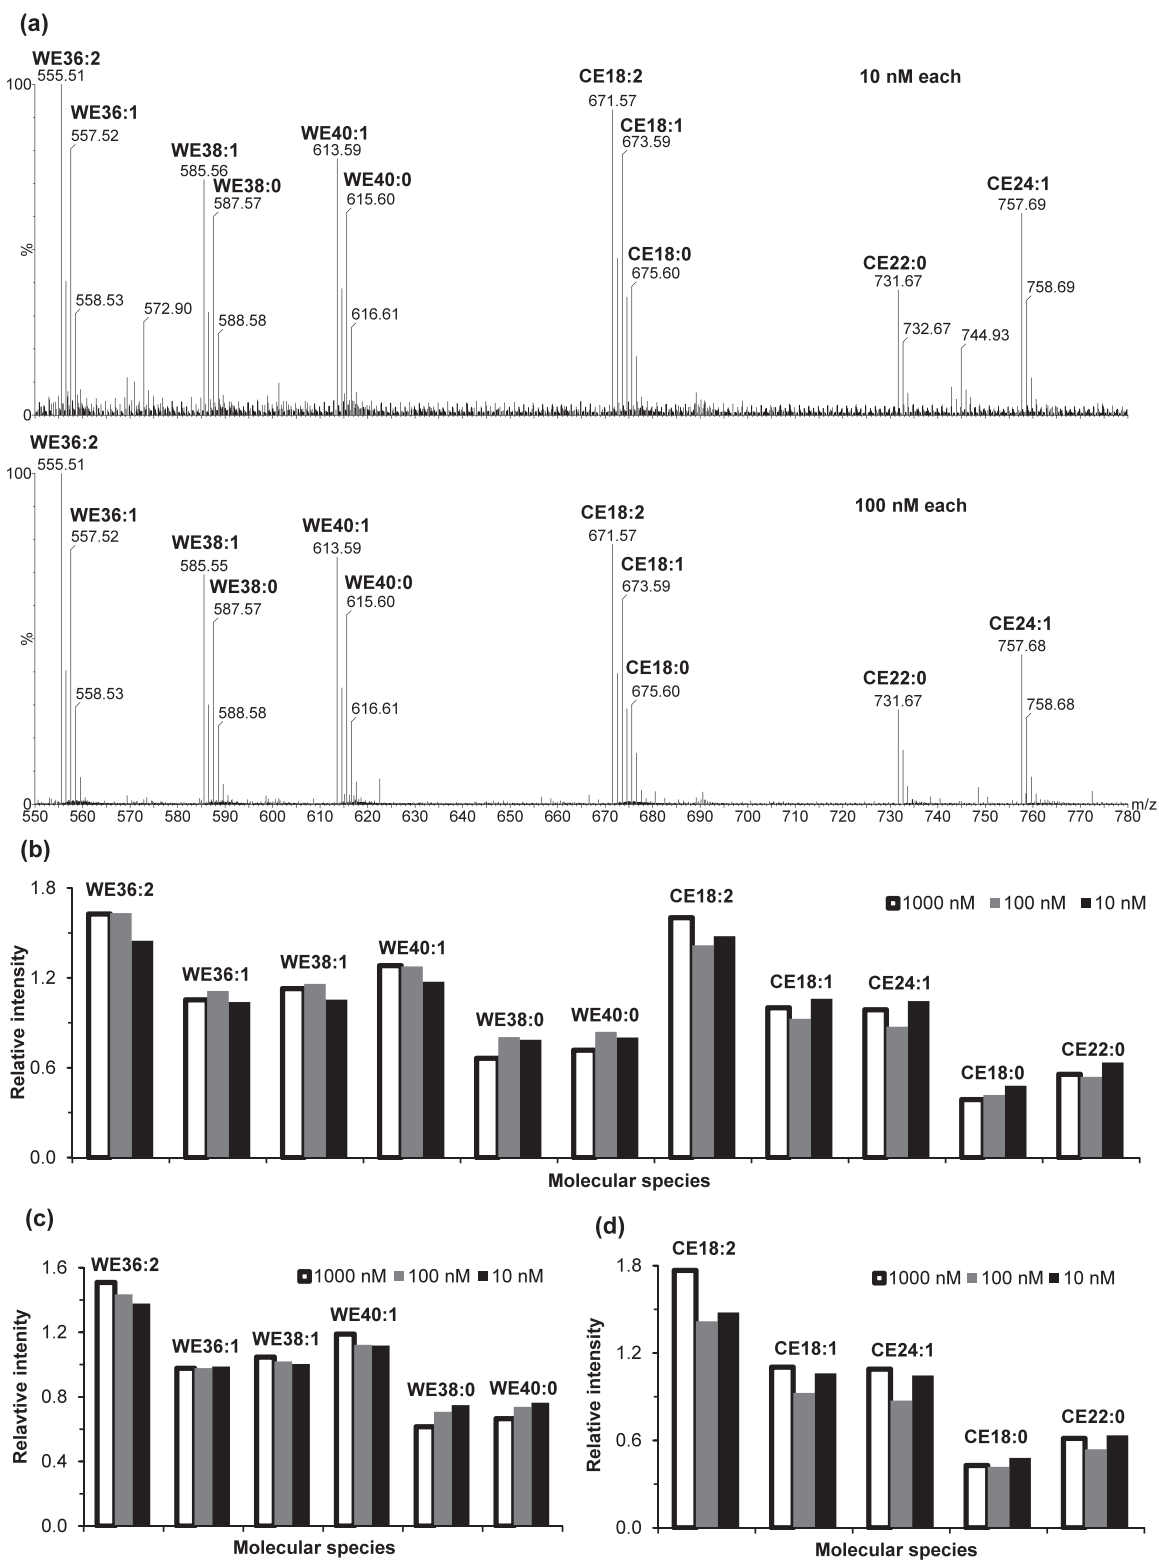 (a)
WE36:2
555.51
100
WE36:1
557.52
WE38:1
585.56
WE38:0
587.57
WE40:1
613.59
WE40:0
615.60
CE18:2
671.57
10 nM each
CE18:1
673.59
CE18:0
675.60
CE24:1
757.69
CE22:0
731.67
%
558.53
572.90
588.58
616.61
732.67
744.93
758.69
0
WE36:2
555.51
100
WE36:1
557.52
WE38:1
585.55
WE38:0
587.57
WE40:1
613.59
WE40:0
615.60
CE18:2
671.57
100 nM each
CE18:1
673.59
CE18:0
675.60
CE24:1
757.68
CE22:0
731.67
%
558.53
588.58
616.61
758.68
0
550 560 570 580 590 600 610 620 630 640 650 660 670 680 690 700 710 720 730 740 750 760 770 780 m/z
(b)
1.8
1.2
0.6
0.0
Relative intensity
WE36:2
WE36:1
WE38:1
WE40:1
WE38:0
WE40:0
CE18:2
CE18:1
CE24:1
CE18:0
CE22:0
1000 nM 100 nM 10 nM
Molecular species
(c)
1.6
1.2
0.8
0.4
0.0
Relavtive intenity
WE36:2
WE36:1
WE38:1
WE40:1
WE38:0
WE40:0
1000 nM 100 nM 10 nM
Molecular species
(d)
1.8
1.2
0.6
0.0
Relative intensity
CE18:2
CE18:1
CE24:1
CE18:0
CE22:0
1000 nM 100 nM 10 nM
Molecular species